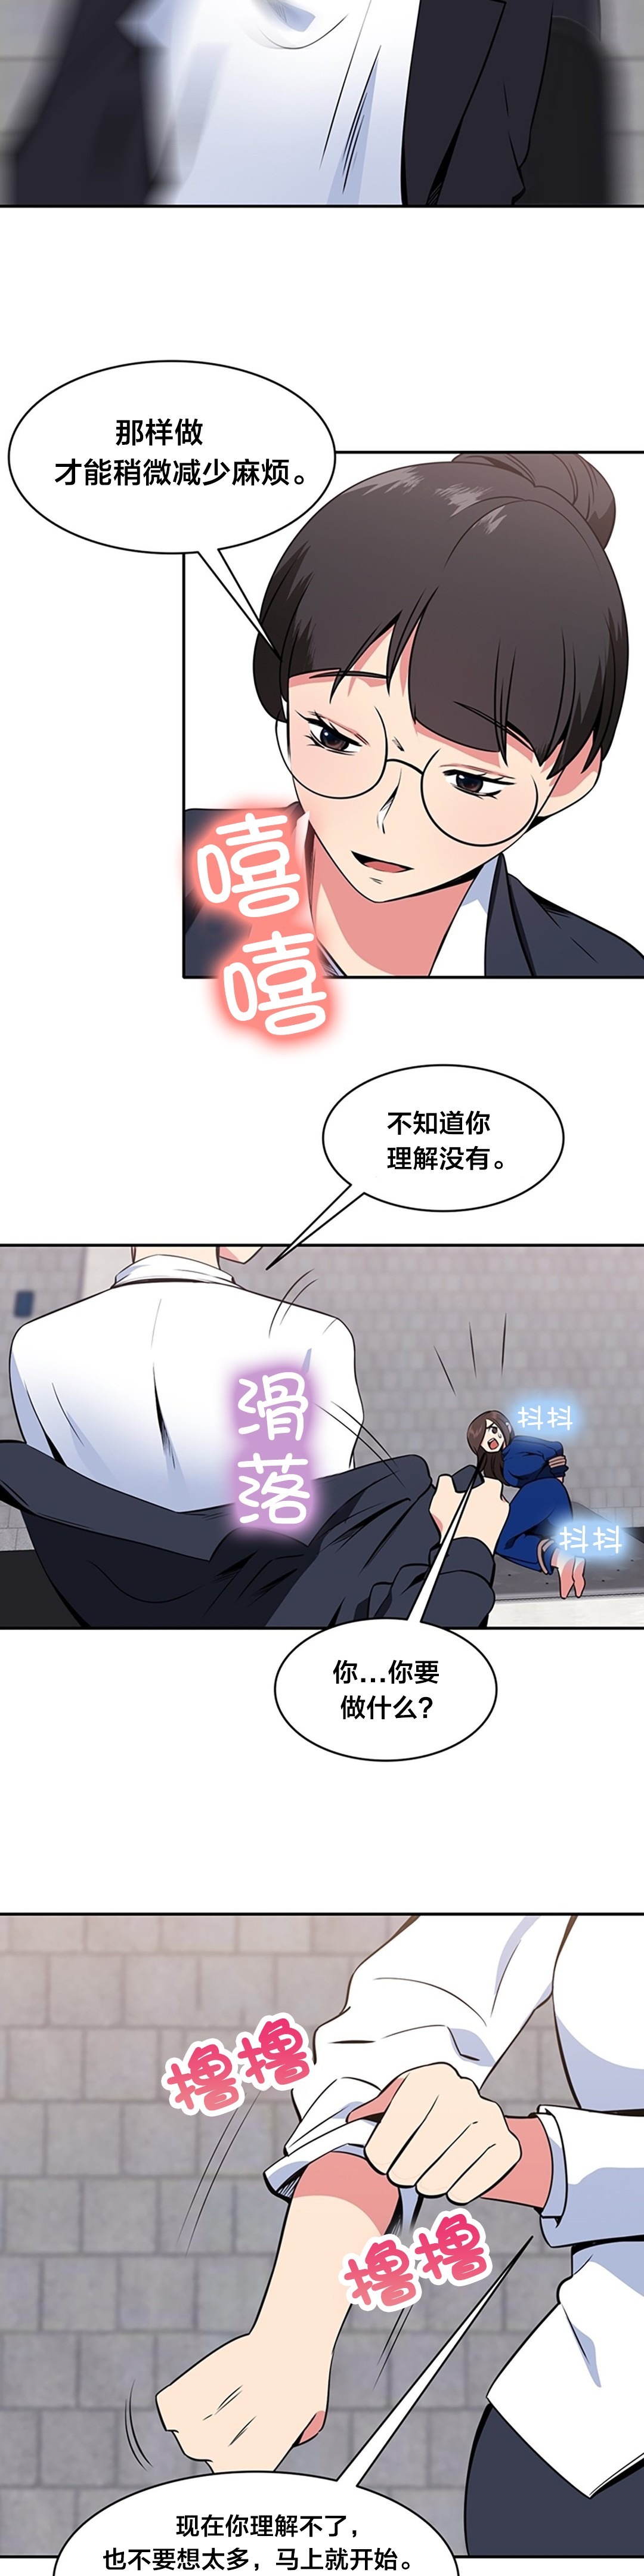 那样做
才能稍微减少麻烦。
嘻
嘻
不知道你
理解没有。
滑
落
抖抖
抖抖
你…你要
做什么?
撸撸
撸撸
现在你理解不了，
也不要想太多，马上就开始。